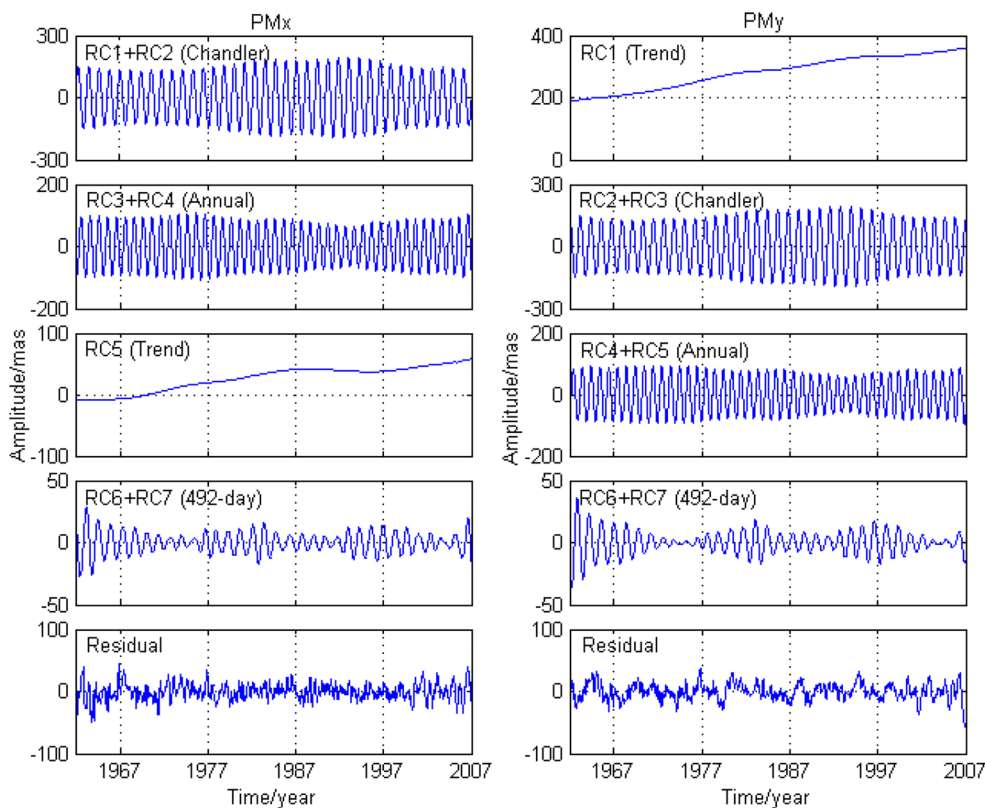 PMx
300
0
-300
RC1+RC2 (Chandler)
200
0
-200
RC3+RC4 (Annual)
100
0
-100
RC5 (Trend)
50
0
-50
RC6+RC7 (492-day)
100
0
-100
Residual
1967 1977 1987 1997 2007
Time/year
Amplitude/mas
PMy
400
200
0
RC1 (Trend)
300
0
-300
RC2+RC3 (Chandler)
200
0
-200
RC4+RC5 (Annual)
50
0
-50
RC6+RC7 (492-day)
100
0
-100
Residual
1967 1977 1987 1997 2007
Time/year
Amplitude/mas